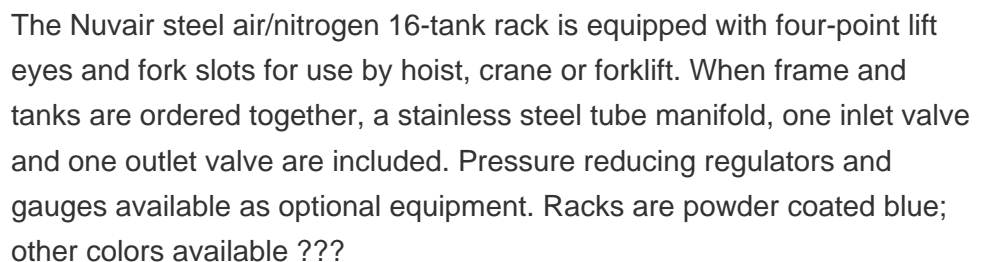 The Nuvair steel air/nitrogen 16-tank rack is equipped with four-point lift
eyes and fork slots for use by hoist, crane or forklift. When frame and
tanks are ordered together, a stainless steel tube manifold, one inlet valve
and one outlet valve are included. Pressure reducing regulators and
gauges available as optional equipment. Racks are powder coated blue;
other colors available ???